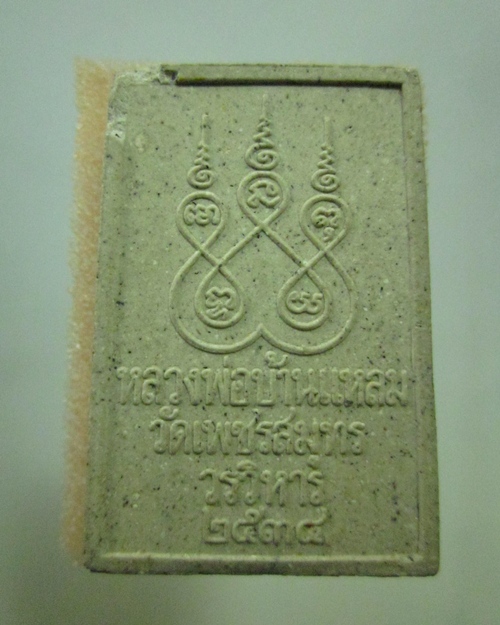 หลวงพ่อบ้านแหลม
วัดเพชรสมุทร
วรวิหาร
๒๕๓๔